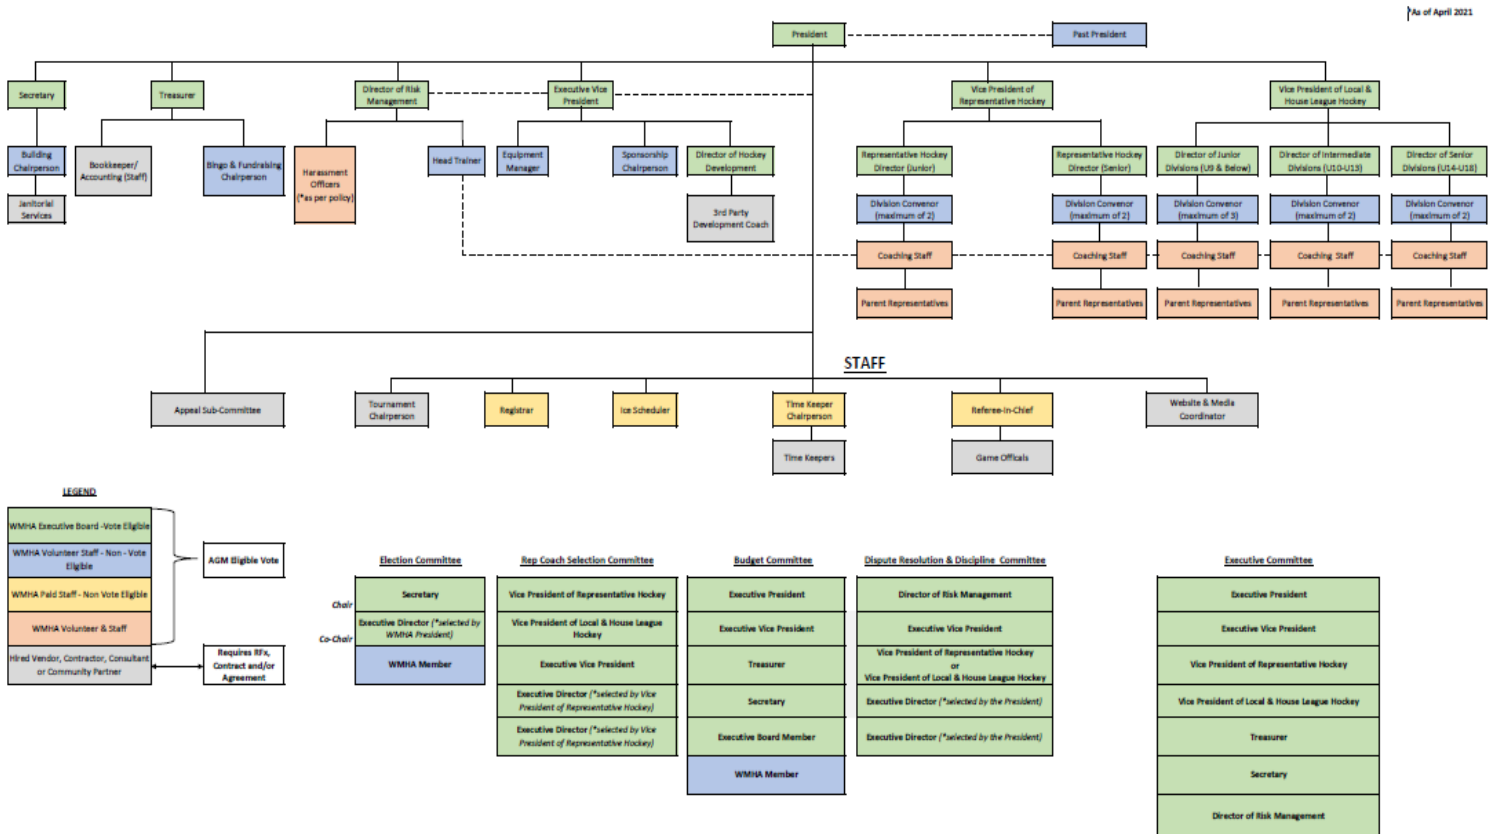 *As of April 2021
President
Past President
Secretary
Treasurer
Director of Risk
Management
Executive Vice
President
Vice President of
Representative Hockey
Vice President of Local &
House League Hockey
Building
Chairperson
Bookkeeper/
Accounting (Staff)
Bingo & Fundraising
Chairperson
Harassment
Officers
(*as per policy)
Head Trainer
Equipment
Manager
Sponsorship
Chairperson
Director of Hockey
Development
Representative Hockey
Director (Junior)
Representative Hockey
Director (Senior)
Director of Junior
Divisions (U9 & Below)
Director of Intermediate
Divisions (U10-U13)
Director of Senior
Divisions (U14-U18)
Janitorial
Services
3rd Party
Development Coach
Division Convenor
(maximum of 2)
Division Convenor
(maximum of 2)
Division Convenor
(maximum of 3)
Division Convenor
(maximum of 2)
Division Convenor
(maximum of 2)
Coaching Staff
Coaching Staff
Coaching Staff
Coaching Staff
Coaching Staff
Parent Representatives
Parent Representatives
Parent Representatives
Parent Representatives
Parent Representatives
STAFF
Appeal Sub-Committee
Tournament
Chairperson
Registrar
Ice Scheduler
Time Keeper
Chairperson
Referee-In-Chief
Website & Media
Coordinator
Time Keepers
Game Officals
LEGEND
WMHA Executive Board -Vote Eligible
WMHA Volunteer Staff - Non - Vote
Eligible
WMHA Paid Staff - Non Vote Eligible
WMHA Volunteer & Staff
Hired Vendor, Contractor, Consultant
or Community Partner
AGM Eligible Vote
Requires RFx,
Contract and/or
Agreement
Election Committee
Chair
Secretary
Co-Chair
Executive Director (*selected by
WMHA President)
WMHA Member
Rep Coach Selection Committee
Vice President of Representative Hockey
Vice President of Local & House League
Hockey
Executive Vice President
Executive Director (*selected by Vice
President of Representative Hockey)
Executive Director (*selected by Vice
President of Representative Hockey)
Budget Committee
Executive President
Executive Vice President
Treasurer
Secretary
Executive Board Member
WMHA Member
Dispute Resolution & Discipline Committee
Director of Risk Management
Executive Vice President
Vice President of Representative Hockey
or
Vice President of Local & House League Hockey
Executive Director (*selected by the President)
Executive Director (*selected by the President)
Executive Committee
Executive President
Executive Vice President
Vice President of Representative Hockey
Vice President of Local & House League Hockey
Treasurer
Secretary
Director of Risk Management